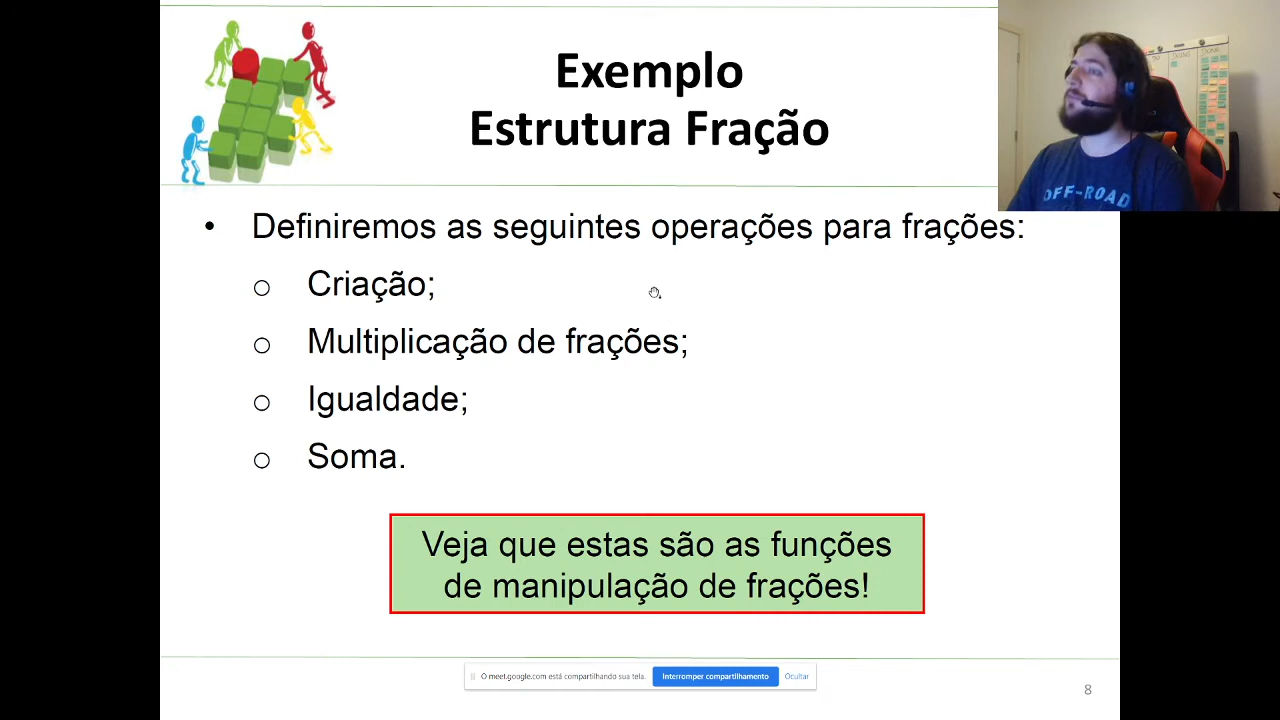 Exemplo
Estrutura Fração
• Definiremos as seguintes operações para frações:
o Criação;
o Multiplicação de frações;
o Igualdade;
o Soma.
Veja que estas são as funções
de manipulação de frações!
O meet.google.com está compartilhando sua tela. Interromper compartilhamento Ocultar
8
OFF-ROAD